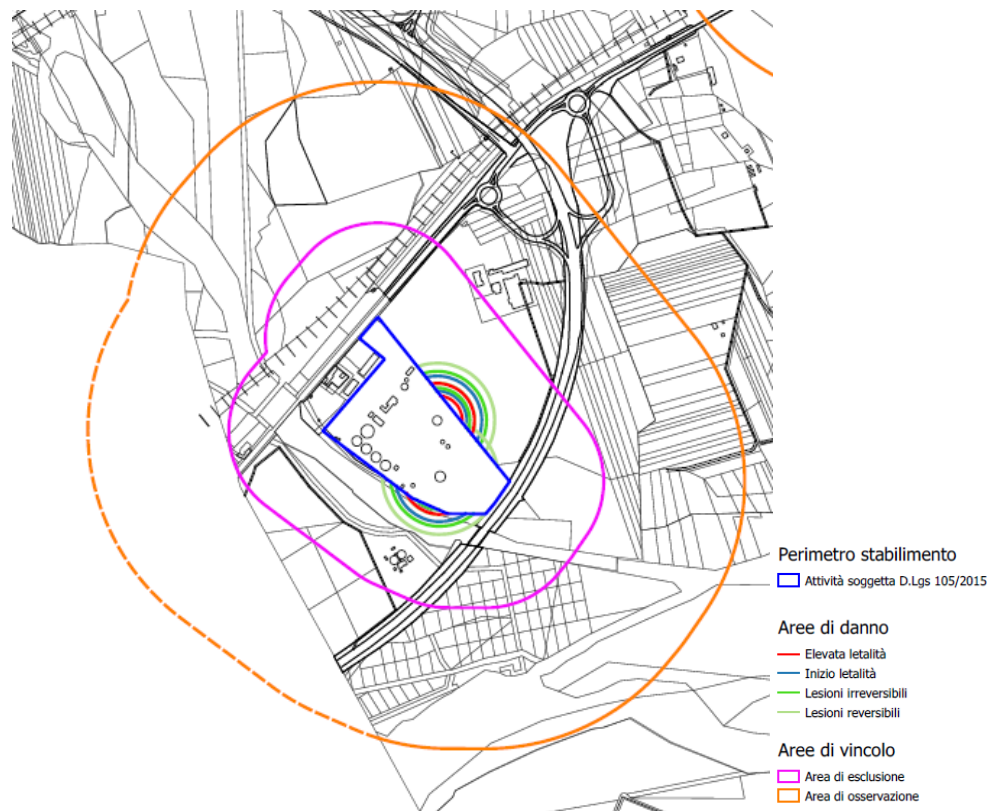 Perimetro stabilimento
Attività soggetta D.Lgs 105/2015
Aree di danno
Elevata letalità
Inizio letalità
Lesioni irreversibili
Lesioni reversibili
Aree di vincolo
Area di esclusione
Area di osservazione